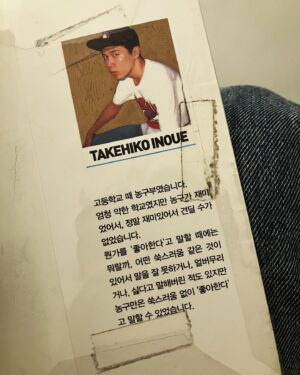 TAKEHIKO INOUE
고등학교 때 농구부였습니다.
엄청 약한 학교였지만 농구가 재미
있어서, 정말 재미있어서 견딜 수가
없었습니다.
뭔가를 '좋아한다'고 말할 때에는
뭐랄까, 어떤 쑥스러움 같은 것이
있어서 말을 잘 못하거나, 얼버무리
거나, 싫다고 말해버린 적도 있지만
농구만은 쑥스러움 없이 '좋아한다'
고 말할 수 있었습니다.